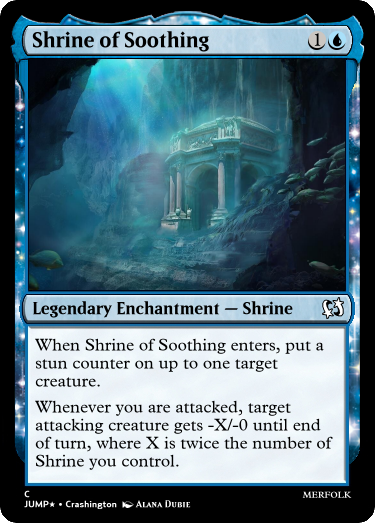 Shrine of Soothing 1
Legendary Enchantment — Shrine
When Shrine of Soothing enters, put a
stun counter on up to one target
creature.
Whenever you are attacked, target
attacking creature gets -X/-0 until end
of turn, where X is twice the number of
Shrine you control.
C MERFOLK
JUMP★ • Crashington Alana Dubie